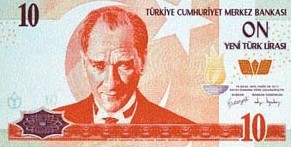 10
TÜRKİYE CUMHURİYET MERKEZ BANKASI
ON
YENİ TÜRK LİRASI
10